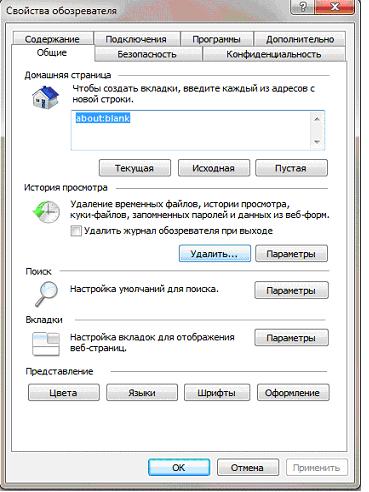 Свойства обозревателя
Содержание Подключения Программы Дополнительно
Общие Безопасность Конфиденциальность
Домашняя страница
Чтобы создать вкладки, введите каждый из адресов с
новой строки.
about:blank
Текущая Исходная Пустая
История просмотра
Удаление временных файлов, истории просмотра,
куки-файлов, запомненных паролей и данных из веб-форм.
Удалить журнал обозревателя при выходе
Удалить... Параметры
Поиск
Настройка умолчаний для поиска. Параметры
Вкладки
Настройка вкладок для отображения
веб-страниц.
Параметры
Представление
Цвета Языки Шрифты Оформление
OK Отмена Применить